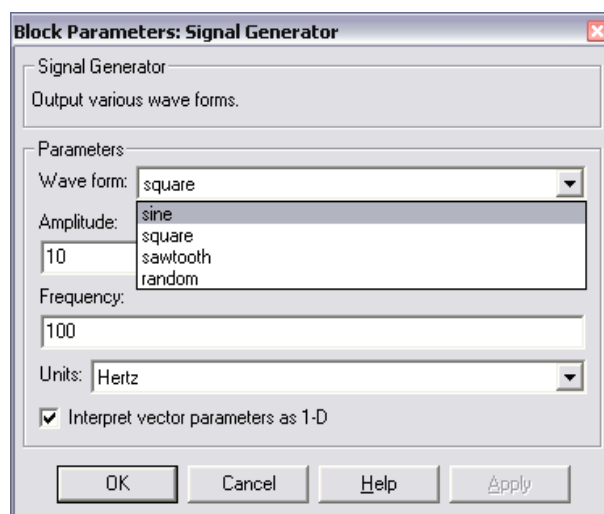 Block Parameters: Signal Generator
Signal Generator
Output various wave forms.
Parameters
Wave form: square
sine
square
sawtooth
random
Amplitude:
10
Frequency:
100
Units: Hertz
Interpret vector parameters as 1-D
OK Cancel Help Apply